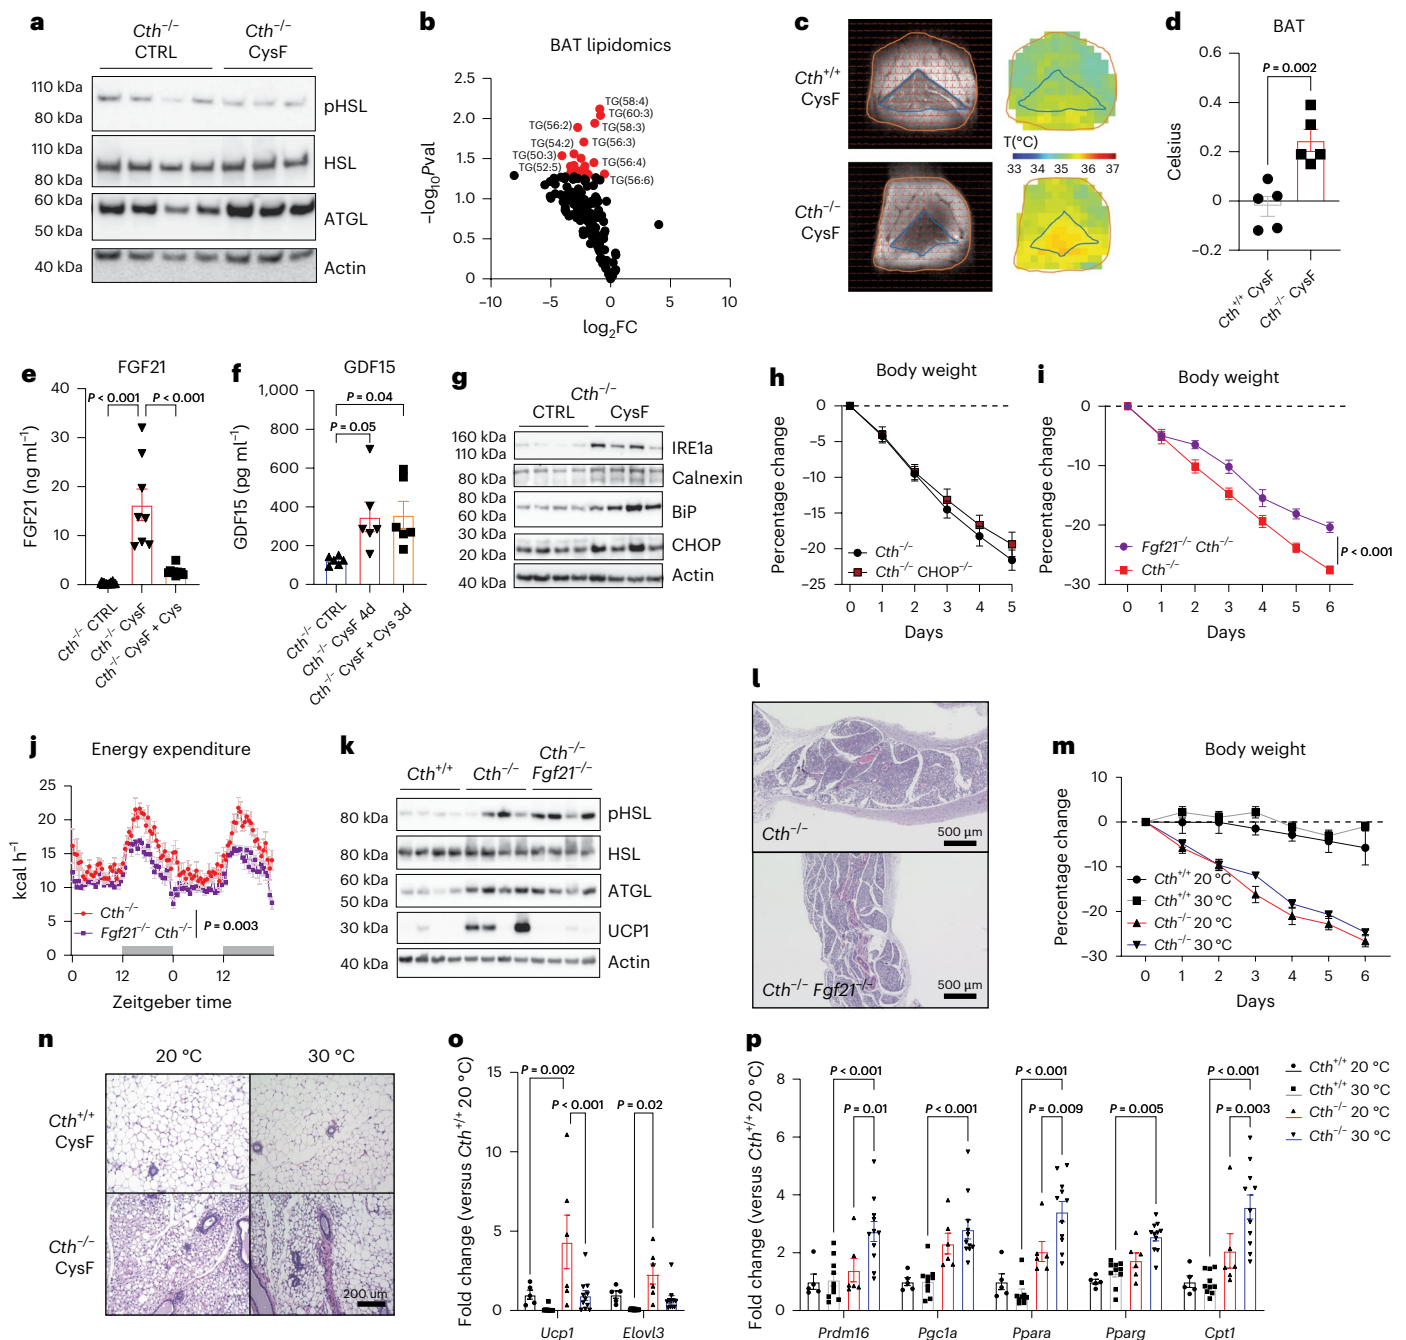 a
Cth−/−
CTRL
Cth−/−
CysF
110 kDa
80 kDa
pHSL
110 kDa
80 kDa
HSL
60 kDa
50 kDa
ATGL
40 kDa
Actin
b
BAT lipidomics
2.5
2.0
1.5
1.0
0.5
0
−log10Pval
TG(58:4)
TG(60:3)
TG(56:2)
TG(58:3)
TG(54:2)
TG(56:3)
TG(50:3)
TG(56:4)
TG(52:5)
TG(56:6)
−10 −5 0 5 10
log2FC
c
Cth+/+
CysF
T(°C)
33 34 35 36 37
Cth−/−
CysF
d
BAT
P = 0.002
0.6
0.4
0.2
0
−0.2
Celsius
Cth+/+ CysF
Cth−/− CysF
e
FGF21
P < 0.001 P < 0.001
40
30
20
10
0
FGF21 (ng ml−1)
Cth−/− CTRL
Cth−/− CysF
Cth−/− CysF + Cys
f
GDF15
P = 0.04
P = 0.05
1,000
800
600
400
200
0
GDF15 (pg ml−1)
Cth−/− CTRL
Cth−/− CysF 4d
Cth−/− CysF + Cys 3d
g
Cth−/−
CTRL CysF
160 kDa
110 kDa
IRE1a
80 kDa
Calnexin
80 kDa
60 kDa
BiP
30 kDa
20 kDa
CHOP
40 kDa
Actin
h
Body weight
0
−5
−10
−15
−20
−25
Percentage change
Cth−/−
Cth−/− CHOP−/−
0 1 2 3 4 5
Days
i
Body weight
0
−10
−20
−30
Percentage change
Fgf21−/− Cth−/−
Cth−/−
P < 0.001
0 1 2 3 4 5 6
Days
j
Energy expenditure
25
20
15
10
5
0
kcal h−1
Cth−/−
Fgf21−/− Cth−/−
P = 0.003
0 12 0 12
Zeitgeber time
k
Cth+/+ Cth−/− Cth−/−
Fgf21−/−
80 kDa
pHSL
80 kDa
HSL
60 kDa
50 kDa
ATGL
30 kDa
UCP1
40 kDa
Actin
l
Cth−/−
500 µm
Cth−/− Fgf21−/−
500 µm
m
Body weight
10
0
−10
−20
−30
Percentage change
Cth+/+ 20 °C
Cth+/+ 30 °C
Cth−/− 20 °C
Cth−/− 30 °C
0 1 2 3 4 5 6
Days
n
20 °C 30 °C
Cth+/+
CysF
Cth−/−
CysF
200 um
o
Fold change (versus Cth+/+ 20 °C)
15
10
5
0
P = 0.002
P < 0.001 P = 0.02
Ucp1 Elovl3
p
Fold change (versus Cth+/+ 20 °C)
8
6
4
2
0
P < 0.001
P = 0.01
P < 0.001
P < 0.001
P = 0.009
P = 0.005
P < 0.001
P = 0.003
Prdm16 Pgc1a Ppara Pparg Cpt1
Cth+/+ 20 °C
Cth+/+ 30 °C
Cth−/− 20 °C
Cth−/− 30 °C